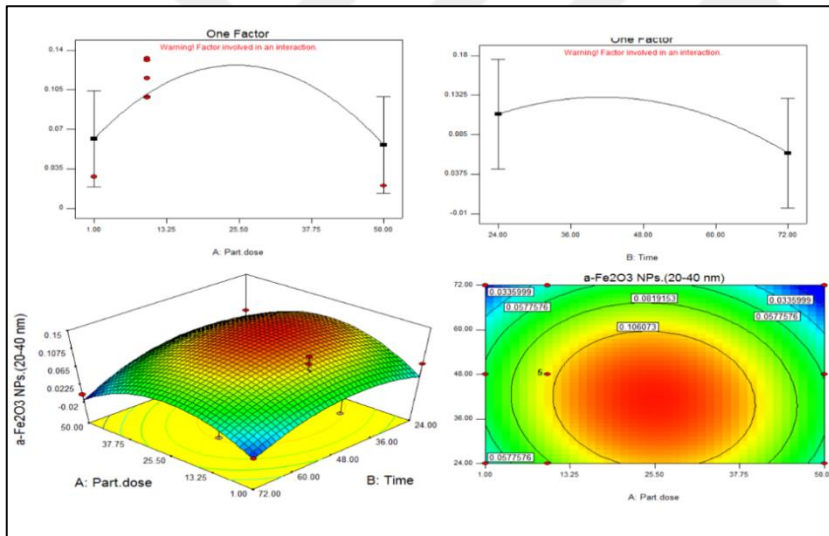 One Factor
Warning! Factor involved in an interaction.
0.14
0.105
0.07
0.035
0
1.00 13.25 25.50 37.75 50.00
A: Part.dose
One Factor
Warning! Factor involved in an interaction.
0.18
0.1325
0.085
0.0375
-0.01
24.00 36.00 48.00 60.00 72.00
B: Time
a-Fe2O3 NPs.(20-40 nm)
0.15
0.1075
0.065
0.0225
-0.02
50.00 37.75 25.50 13.25 1.00
72.00 60.00 48.00 36.00 24.00
A: Part.dose
B: Time
a-Fe2O3 NPs.(20-40 nm)
72.00
60.00
48.00
36.00
24.00
0.0335999
0.0577576
0.0819153
0.106073
0.0335999
0.0577576
5
0.0577576
1.00 13.25 25.50 37.75 50.0
A: Part.dose